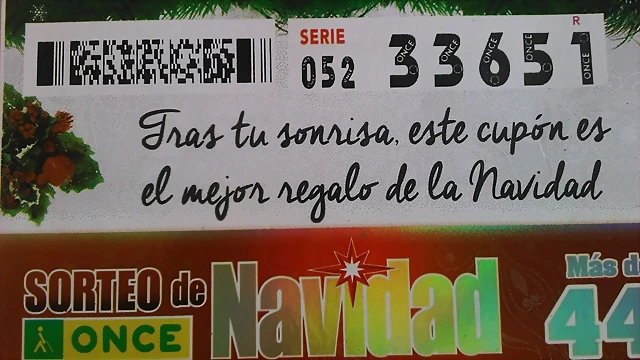 SERIE
052
33651
R
Tras tu sonrisa, este cupón es
el mejor regalo de la Navidad
SORTEO de
Navidad
ONCE
Más
44